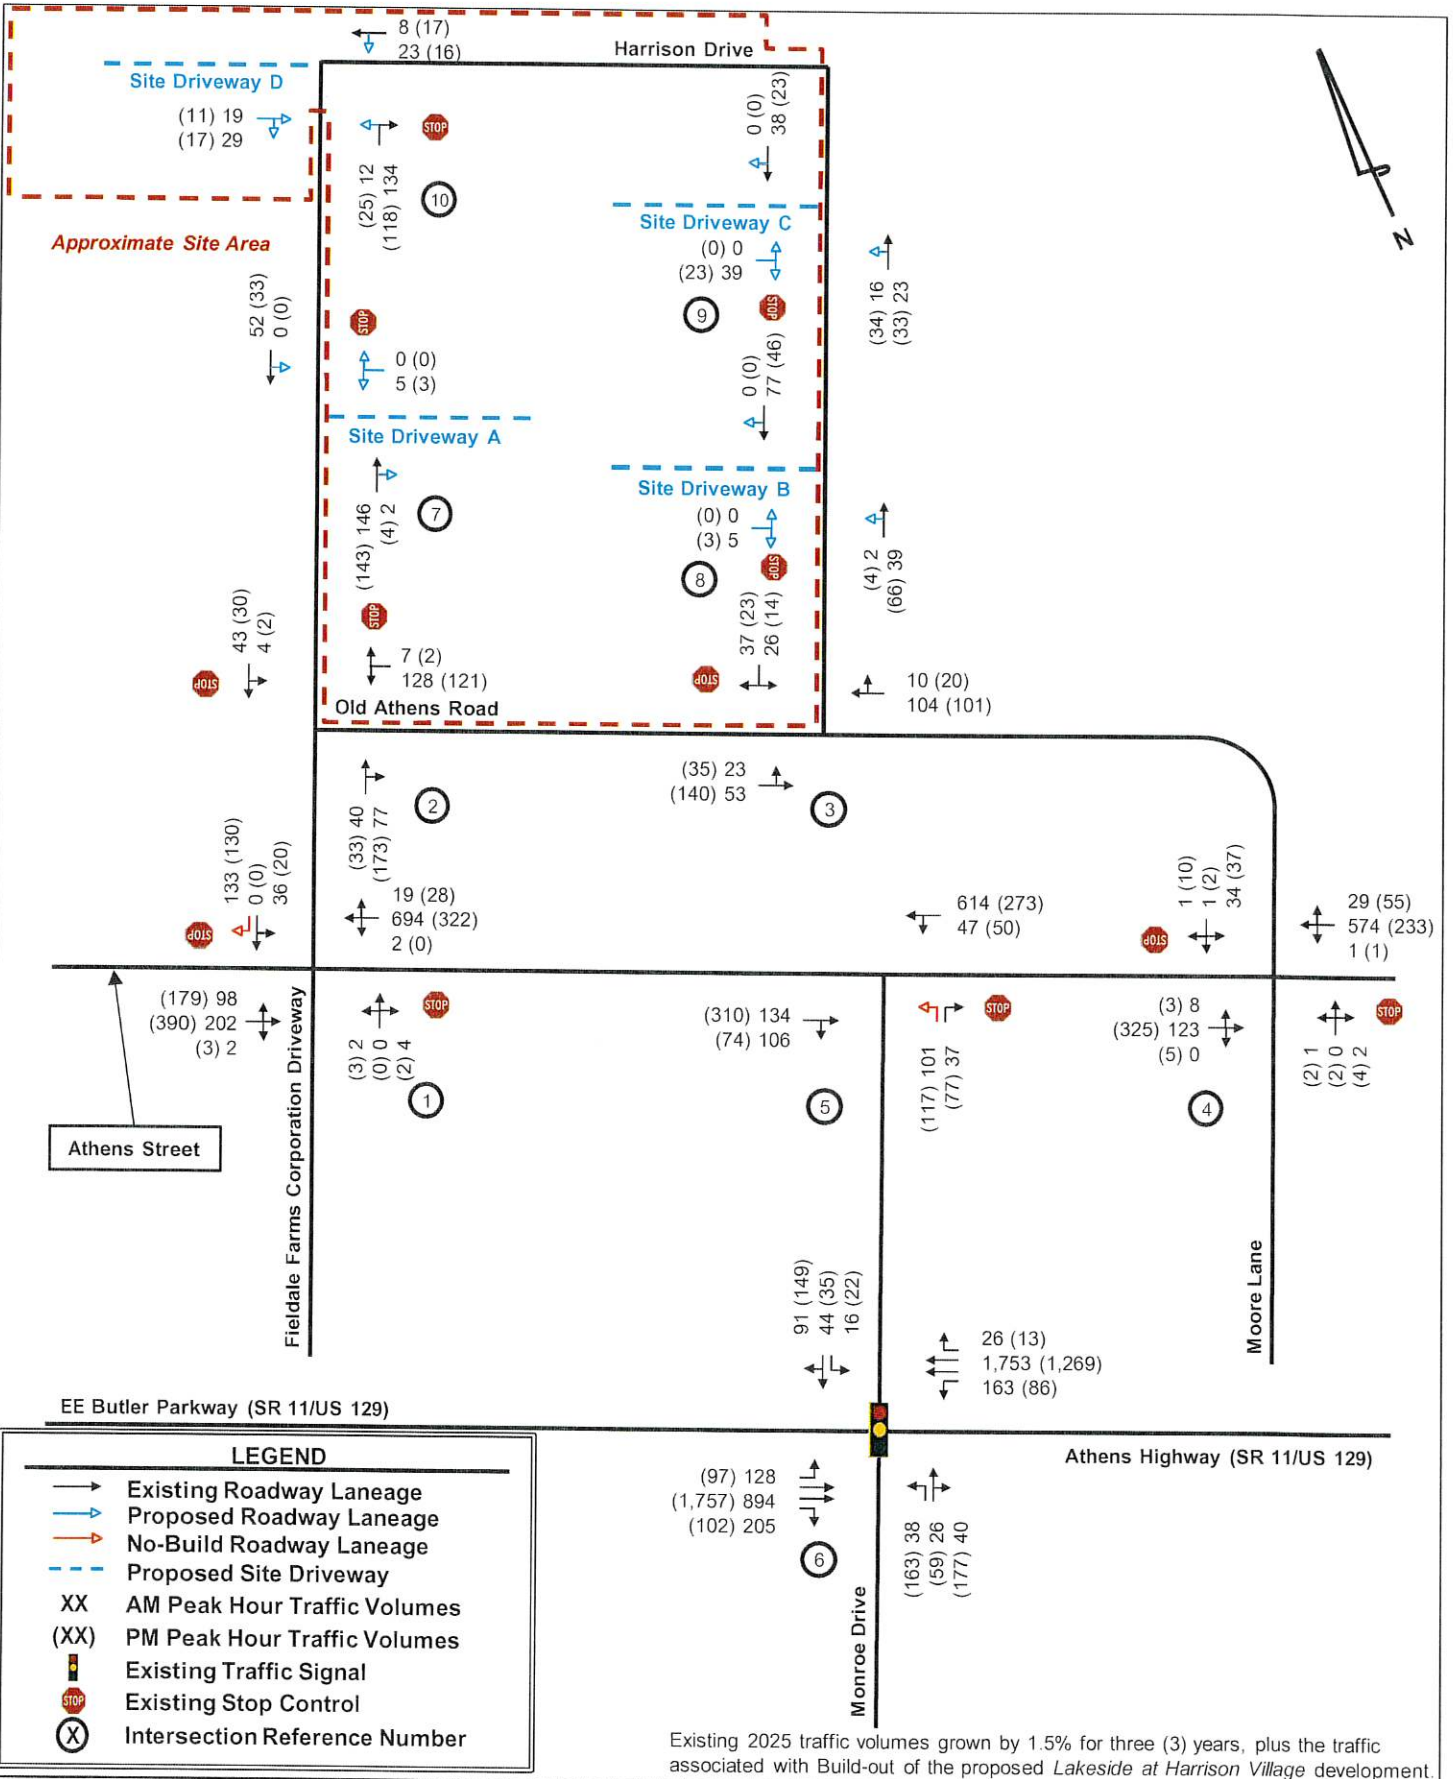 8 (17)
23 (16)
Harrison Drive
Site Driveway D
(11) 19
(17) 29
STOP
(25) 12
(118) 134
10
0 (0)
38 (23)
Site Driveway C
(0) 0
(23) 39
9
STOP
(34) 16
(33) 23
N
Approximate Site Area
52 (33)
0 (0)
STOP
0 (0)
5 (3)
Site Driveway A
(143) 146
(4) 2
7
0 (0)
77 (46)
Site Driveway B
(0) 0
(3) 5
8
STOP
(4) 2
(66) 39
43 (30)
4 (2)
STOP
STOP
7 (2)
128 (121)
37 (23)
26 (14)
STOP
10 (20)
104 (101)
Old Athens Road
(33) 40
(173) 77
2
(35) 23
(140) 53
3
133 (130)
0 (0)
36 (20)
STOP
19 (28)
694 (322)
2 (0)
614 (273)
47 (50)
1 (10)
1 (2)
34 (37)
STOP
29 (55)
574 (233)
1 (1)
(179) 98
(390) 202
(3) 2
(3) 2
(0) 0
(2) 4
STOP
1
(310) 134
(74) 106
5
(117) 101
(77) 37
STOP
(3) 8
(325) 123
(5) 0
4
(2) 1
(2) 0
(4) 2
STOP
Athens Street
Fieldale Farms Corporation Driveway
Moore Lane
91 (149)
44 (35)
16 (22)
26 (13)
1,753 (1,269)
163 (86)
EE Butler Parkway (SR 11/US 129)
Athens Highway (SR 11/US 129)
(97) 128
(1,757) 894
(102) 205
6
(163) 38
(59) 26
(177) 40
Monroe Drive
LEGEND
Existing Roadway Laneage
Proposed Roadway Laneage
No-Build Roadway Laneage
Proposed Site Driveway
XX AM Peak Hour Traffic Volumes
(XX) PM Peak Hour Traffic Volumes
Existing Traffic Signal
STOP Existing Stop Control
X Intersection Reference Number
Existing 2025 traffic volumes grown by 1.5% for three (3) years, plus the traffic
associated with Build-out of the proposed Lakeside at Harrison Village development.